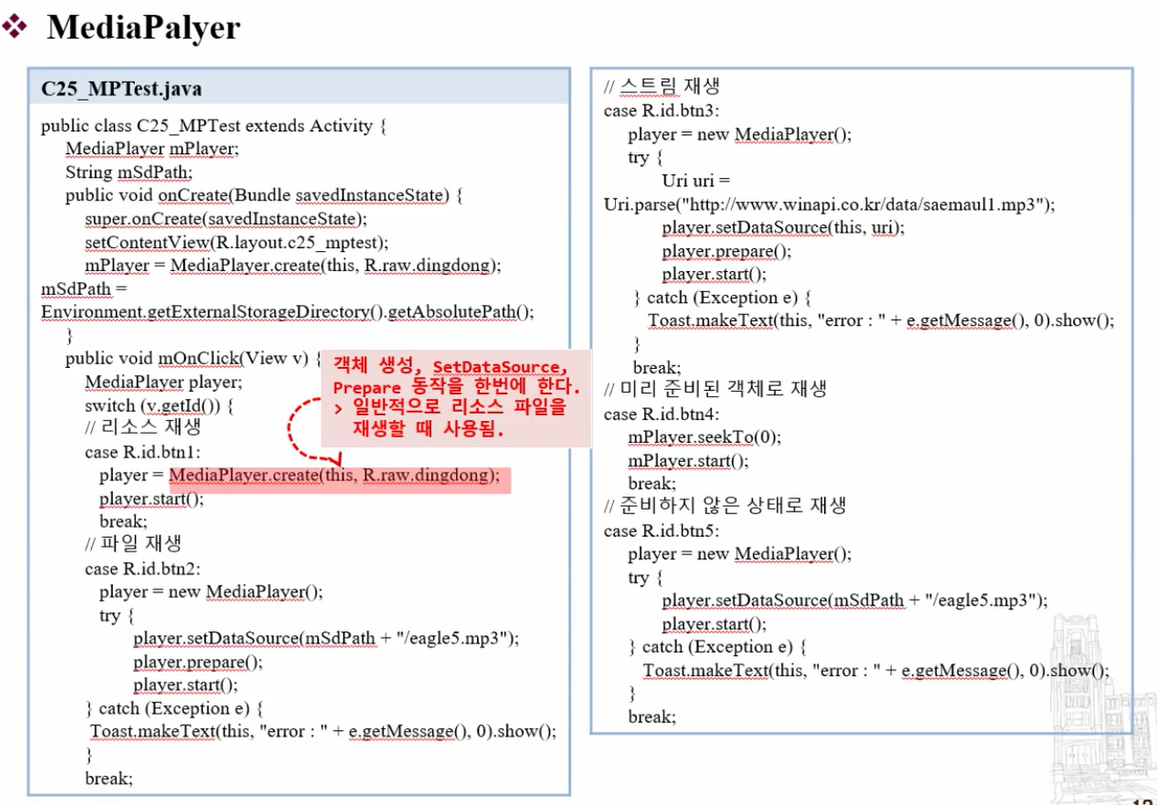 ❖ MediaPalyer
C25_MPTest.java
public class C25_MPTest extends Activity {
MediaPlayer mPlayer;
String mSdPath;
public void onCreate(Bundle savedInstanceState) {
super.onCreate(savedInstanceState);
setContentView(R.layout.c25_mptest);
mPlayer = MediaPlayer.create(this, R.raw.dingdong);
mSdPath =
Environment.getExternalStorageDirectory().getAbsolutePath();
}
public void mOnClick(View v) {
MediaPlayer player;
switch (v.getId()) {
// 리소스 재생
case R.id.btn1:
player = MediaPlayer.create(this, R.raw.dingdong);
player.start();
break;
// 파일 재생
case R.id.btn2:
player = new MediaPlayer();
try {
player.setDataSource(mSdPath + "/eagle5.mp3");
player.prepare();
player.start();
} catch (Exception e) {
Toast.makeText(this, "error : " + e.getMessage(), 0).show();
}
break;
객체 생성, SetDataSource,
Prepare 동작을 한번에 한다.
> 일반적으로 리소스 파일을
재생할 때 사용됨.
// 스트림 재생
case R.id.btn3:
player = new MediaPlayer();
try {
Uri uri =
Uri.parse("http://www.winapi.co.kr/data/saemaul1.mp3");
player.setDataSource(this, uri);
player.prepare();
player.start();
} catch (Exception e) {
Toast.makeText(this, "error : " + e.getMessage(), 0).show();
}
break;
// 미리 준비된 객체로 재생
case R.id.btn4:
mPlayer.seekTo(0);
mPlayer.start();
break;
// 준비하지 않은 상태로 재생
case R.id.btn5:
player = new MediaPlayer();
try {
player.setDataSource(mSdPath + "/eagle5.mp3");
player.start();
} catch (Exception e) {
Toast.makeText(this, "error : " + e.getMessage(), 0).show();
}
break;